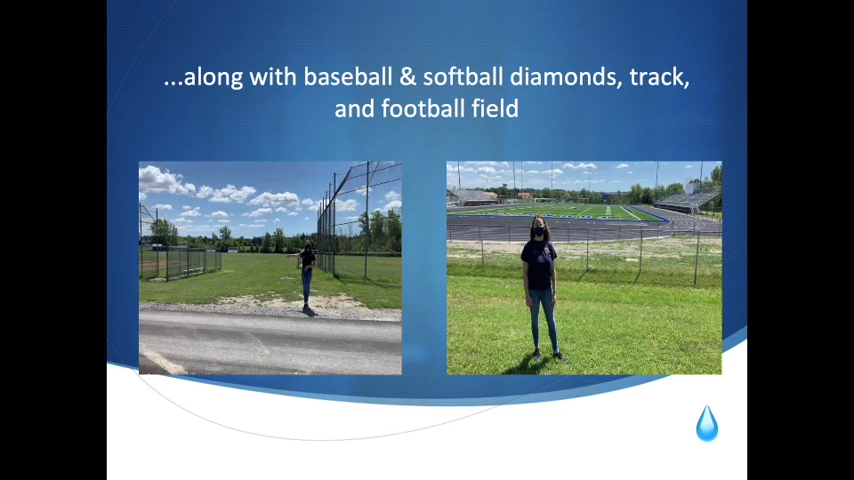 ...along with baseball & softball diamonds, track,
and football field